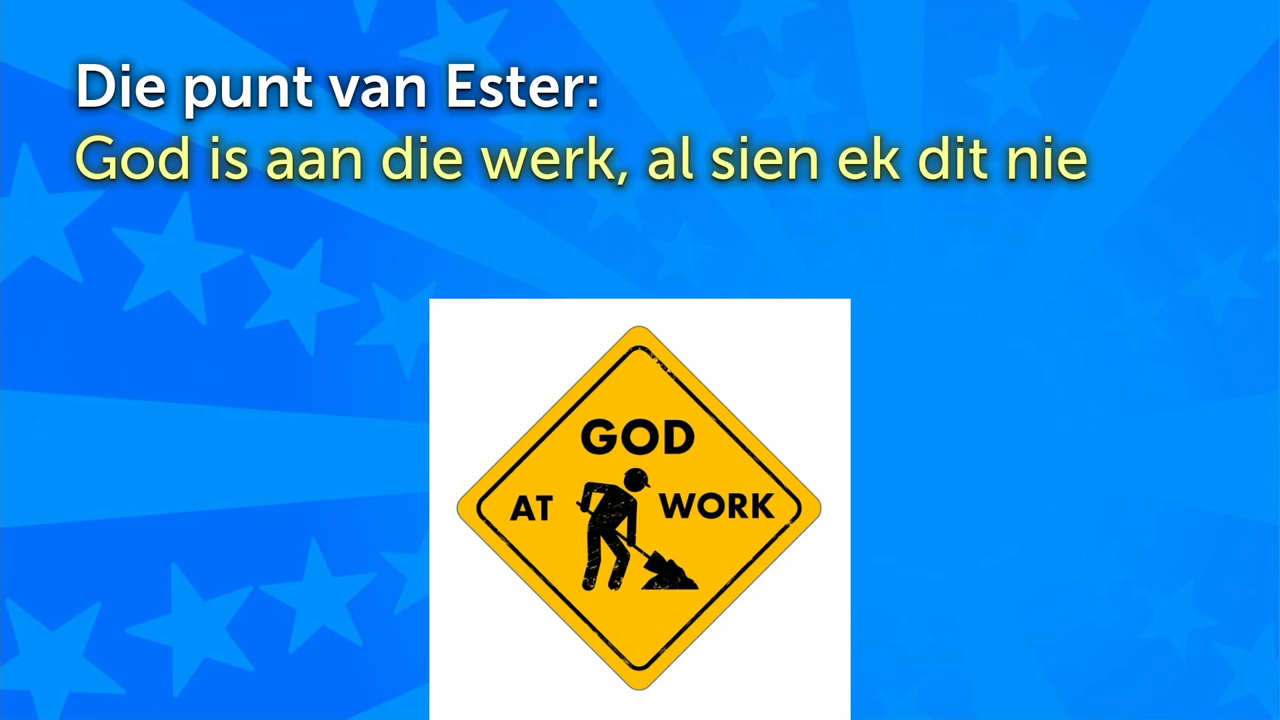 Die punt van Ester:
God is aan die werk, al sien ek dit nie
GOD
AT WORK